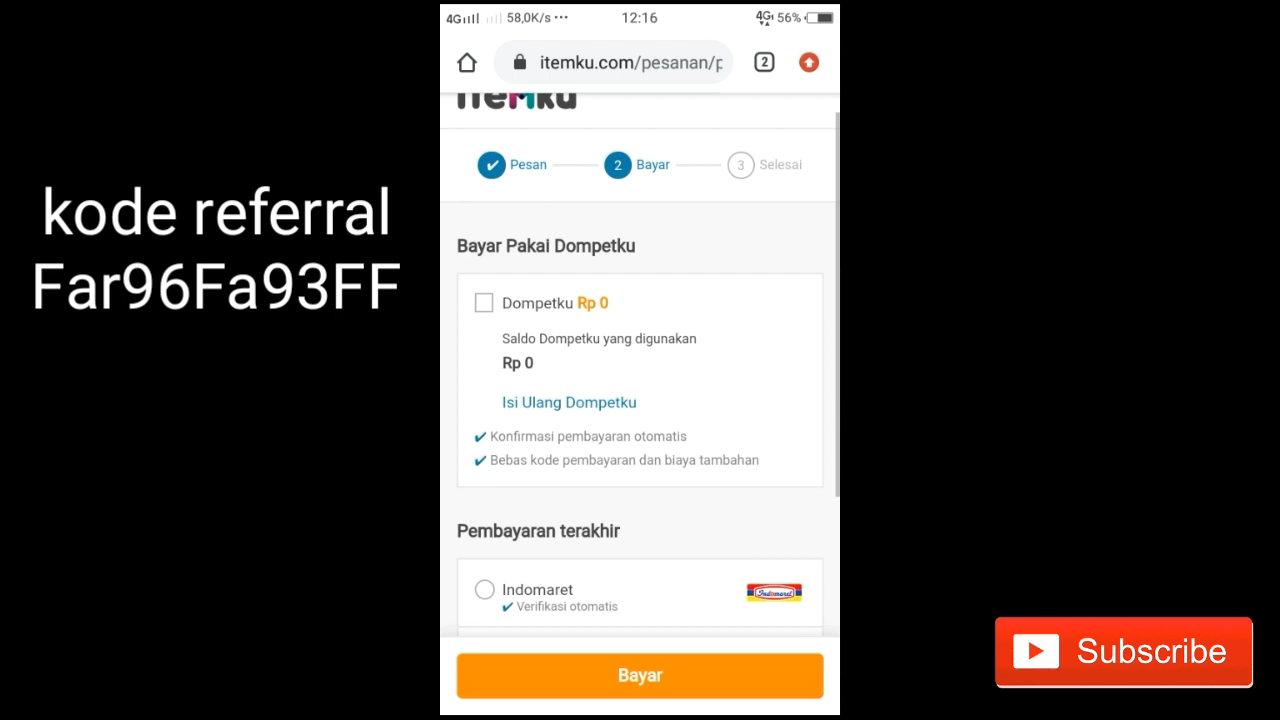 kode referral
Far96Fa93FF
4G 58,0K/s ··· 12:16 4G 56%
itemku.com/pesanan/p 2
itemku
✔ Pesan 2 Bayar 3 Selesai
Bayar Pakai Dompetku
Dompetku Rp 0
Saldo Dompetku yang digunakan
Rp 0
Isi Ulang Dompetku
✔ Konfirmasi pembayaran otomatis
✔ Bebas kode pembayaran dan biaya tambahan
Pembayaran terakhir
Indomaret Indomaret
✔ Verifikasi otomatis
Bayar
Subscribe